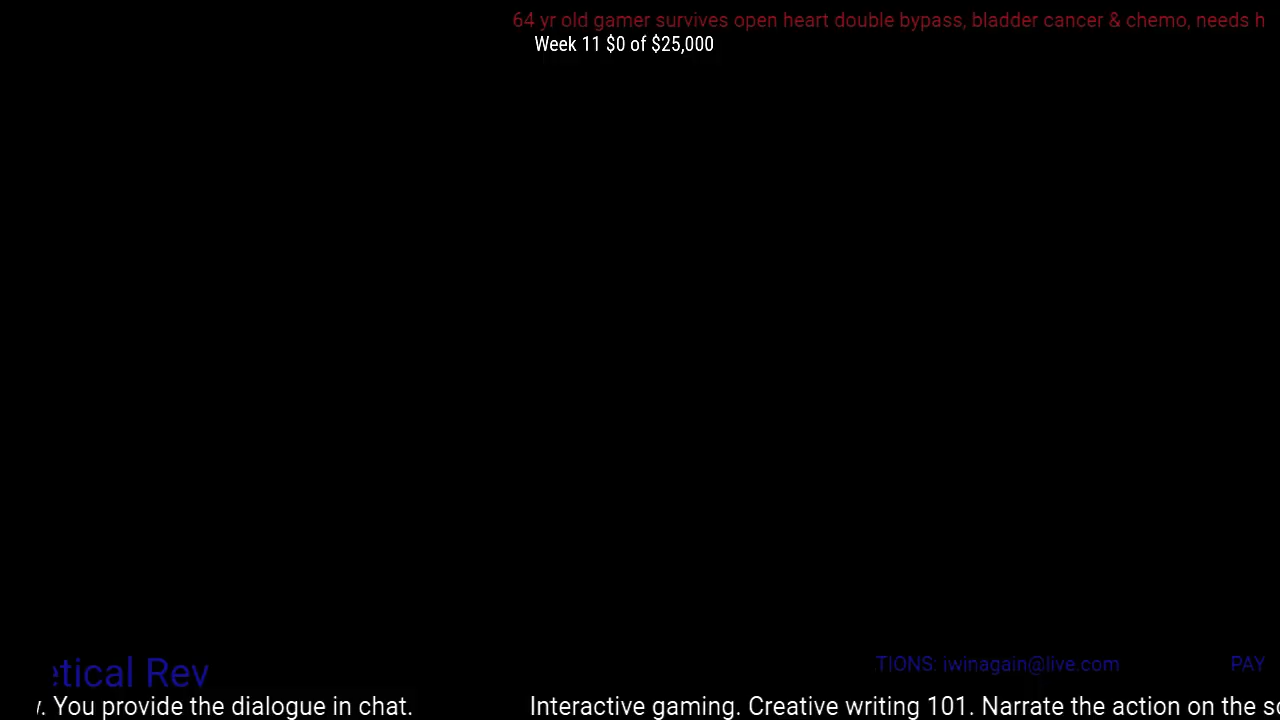 64 yr old gamer survives open heart double bypass, bladder cancer & chemo, needs h
Week 11 $0 of $25,000
etical Rev
TIONS: iwinagain@live.com PAY
. You provide the dialogue in chat. Interactive gaming. Creative writing 101. Narrate the action on the